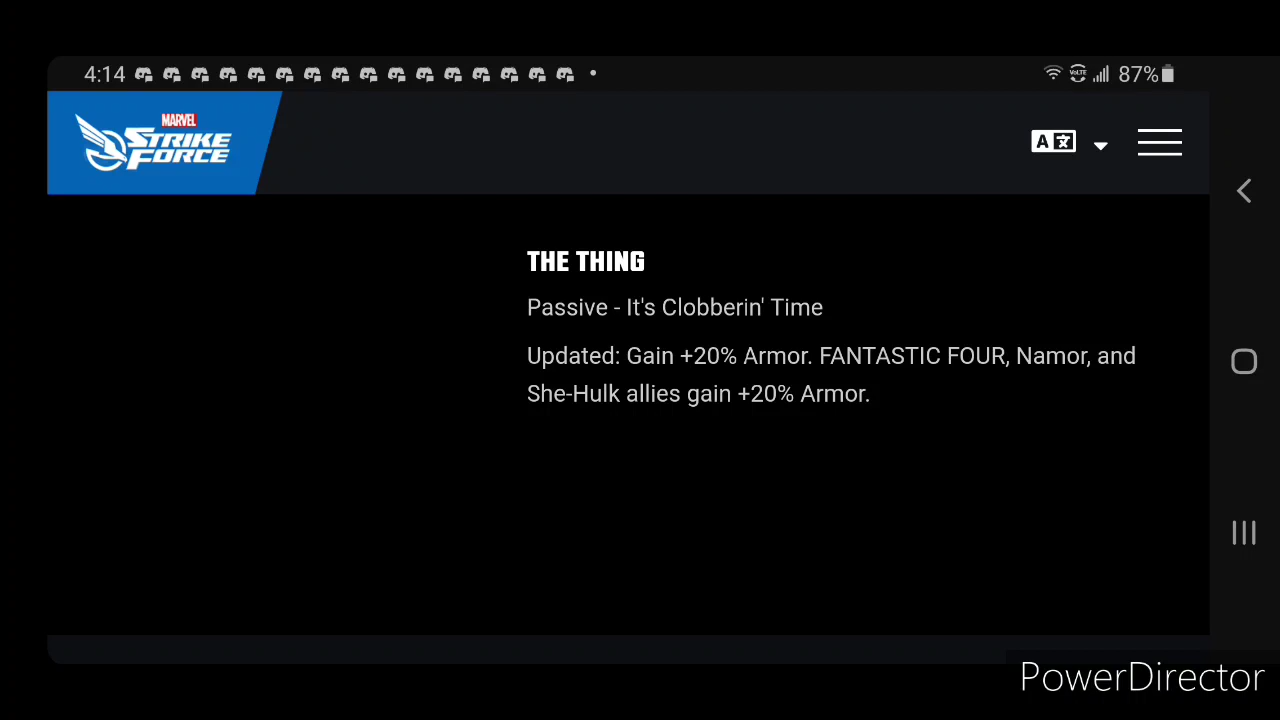 4:14
VoLTE
87%
MARVEL
STRIKE
FORCE
A
THE THING
Passive - It's Clobberin' Time
Updated: Gain +20% Armor. FANTASTIC FOUR, Namor, and
She-Hulk allies gain +20% Armor.
PowerDirector